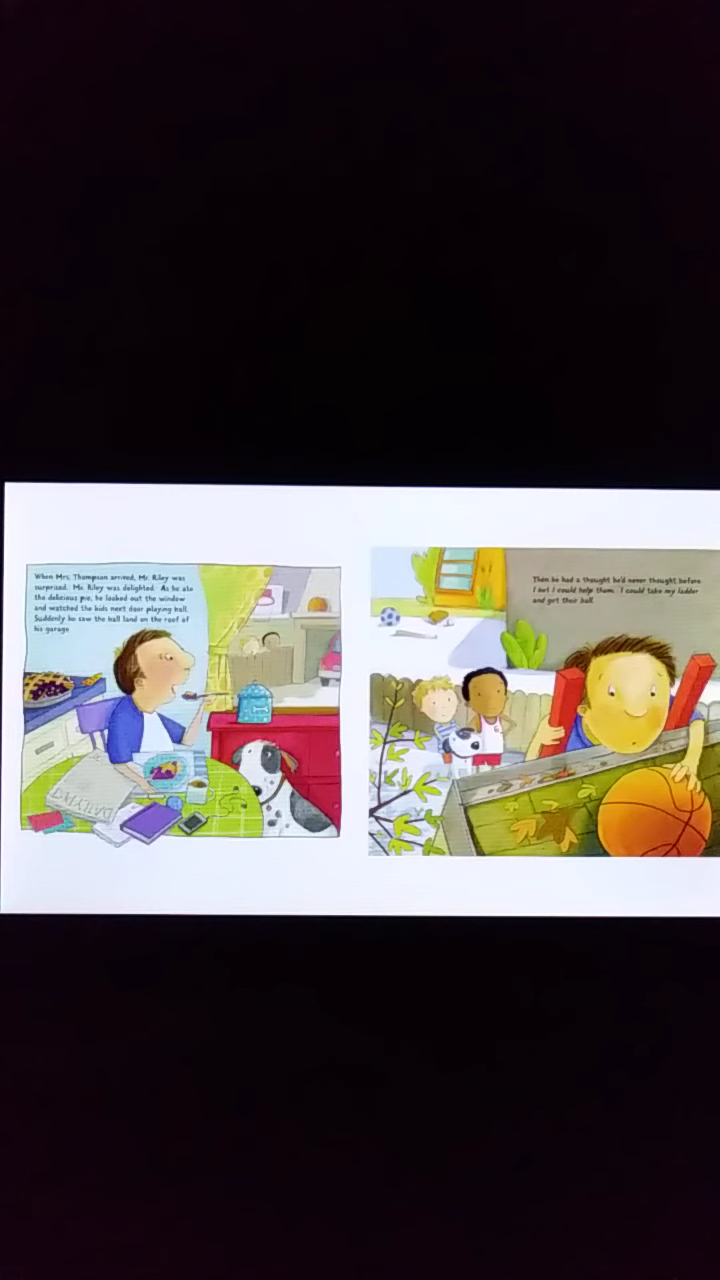 When Mrs. Thompson arrived, Mr. Riley was
surprised. Mr. Riley was delighted. As he ate
the delicious pie, he looked out the window
and watched the kids next door playing ball.
Suddenly he saw the ball land on the roof of
his garage.
DAILY
Then he had a thought he'd never thought before.
I bet I could help them. I could take my ladder
and get their ball.